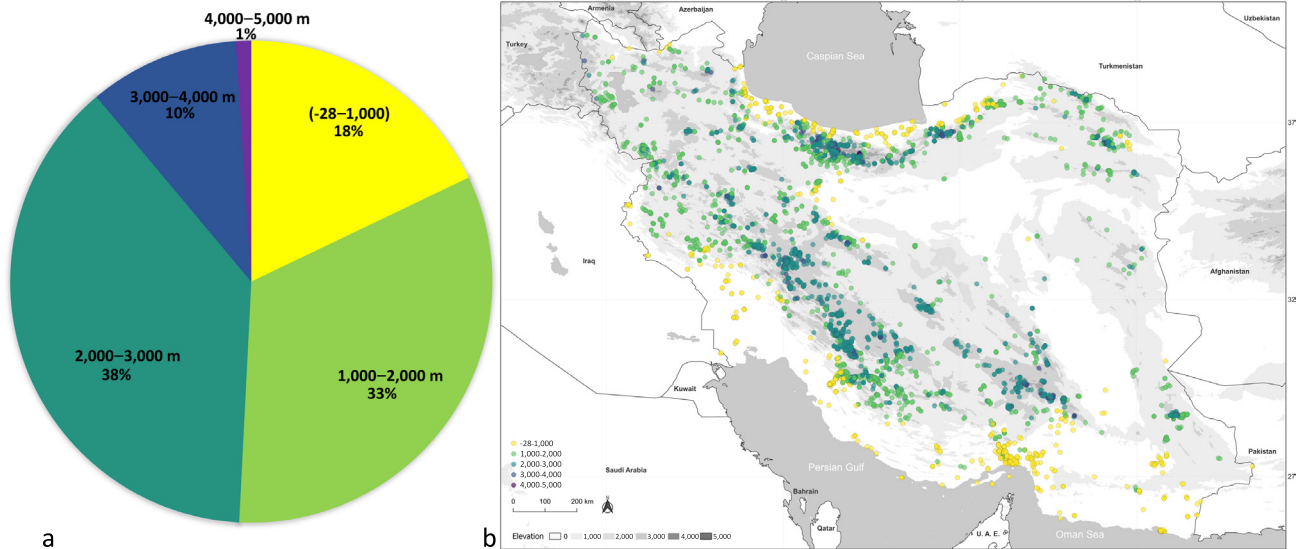 4,000–5,000 m
1%
3,000–4,000 m
10%
(-28–1,000)
18%
2,000–3,000 m
38%
1,000–2,000 m
33%
a
Armenia
Azerbaijan
Uzbekistan
Turkey
Caspian Sea
Turkmenistan
37°
Iraq
Afghanistan
32°
Kuwait
-28-1,000
1,000-2,000
2,000-3,000
3,000-4,000
4,000-5,000
Saudi Arabia
Persian Gulf
Pakistan
27°
0 100 200 km
N
Bahrain
Qatar
U. A. E.
Oman Sea
Elevation 0 1,000 2,000 3,000 4,000 5,000
b